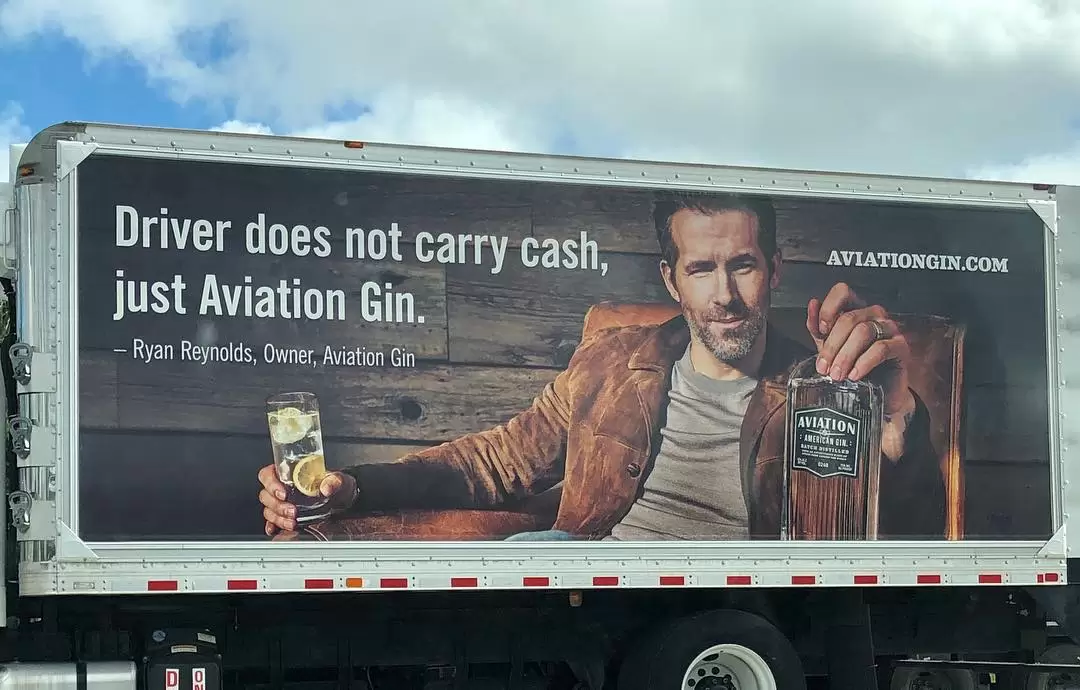 Driver does not carry cash,
just Aviation Gin.
– Ryan Reynolds, Owner, Aviation Gin
AVIATIONGIN.COM
AVIATION
AMERICAN GIN
BATCH DISTILLED